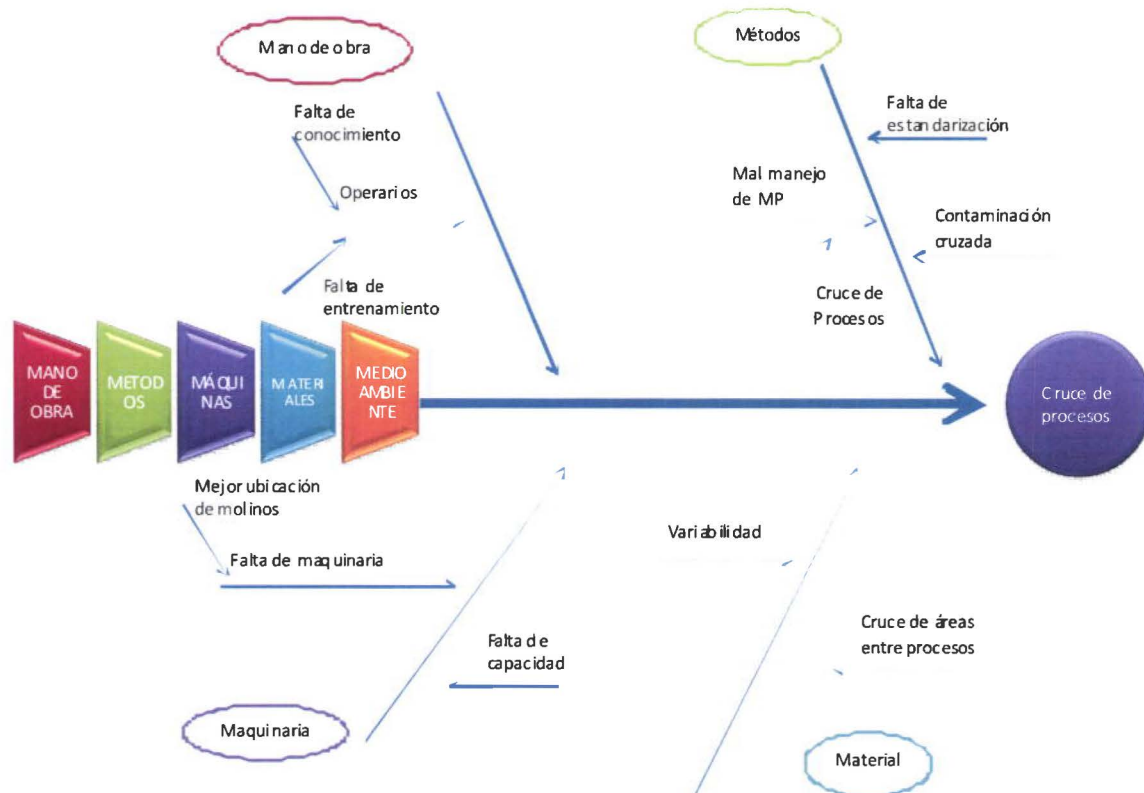 Mano de obra
Métodos
Falta de
conocimiento
Operarios
Falta de
entrenamiento
Falta de
estandarización
Mal manejo
de MP
Contaminación
cruzada
Cruce de
Procesos
MANO
DE
OBRA
METOD
OS
MÁQUI
NAS
MATERI
ALES
MEDIO
AMBIE
NTE
Cruce de
procesos
Mejor ubicación
de molinos
Falta de maquinaria
Variabilidad
Falta de
capacidad
Cruce de áreas
entre procesos
Maquinaria
Material